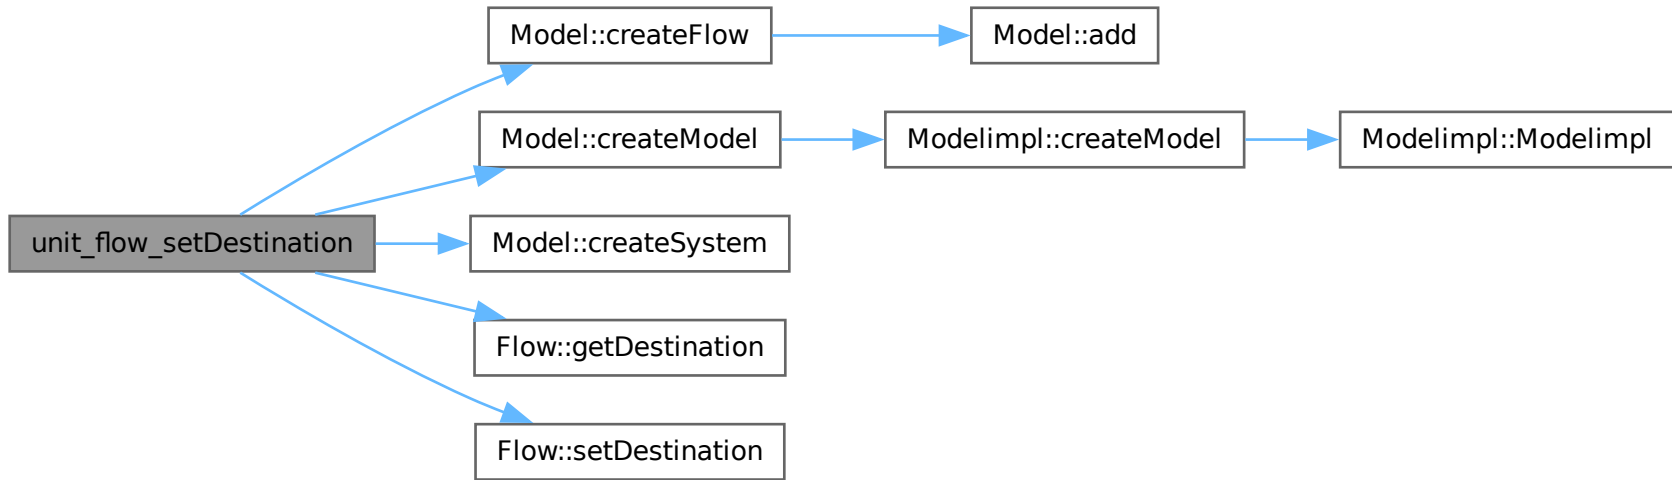 Model::createFlow
Model::add
Model::createModel
Modelimpl::createModel
Modelimpl::Modelimpl
unit_flow_setDestination
Model::createSystem
Flow::getDestination
Flow::setDestination